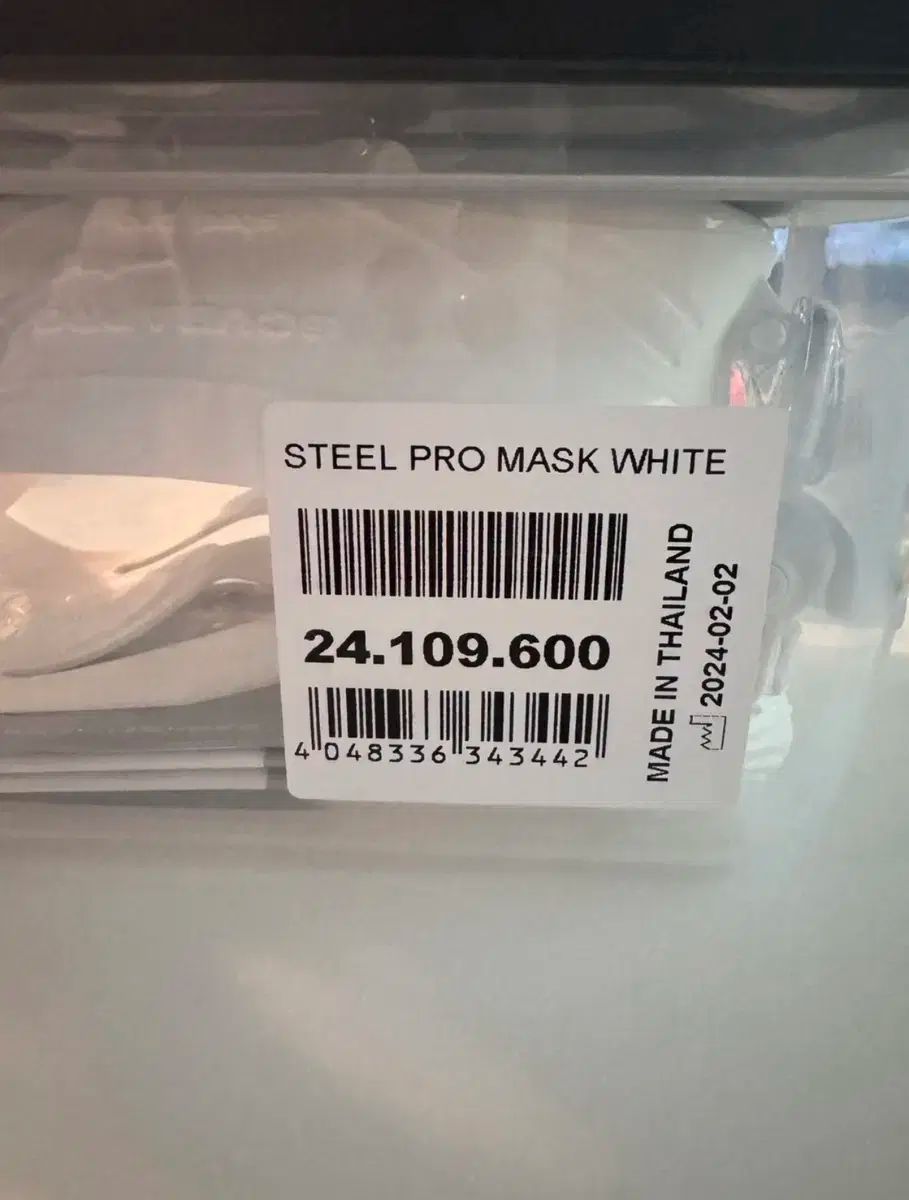 STEEL PRO MASK WHITE
24.109.600
4 048336 343442
MADE IN THAILAND
2024-02-02